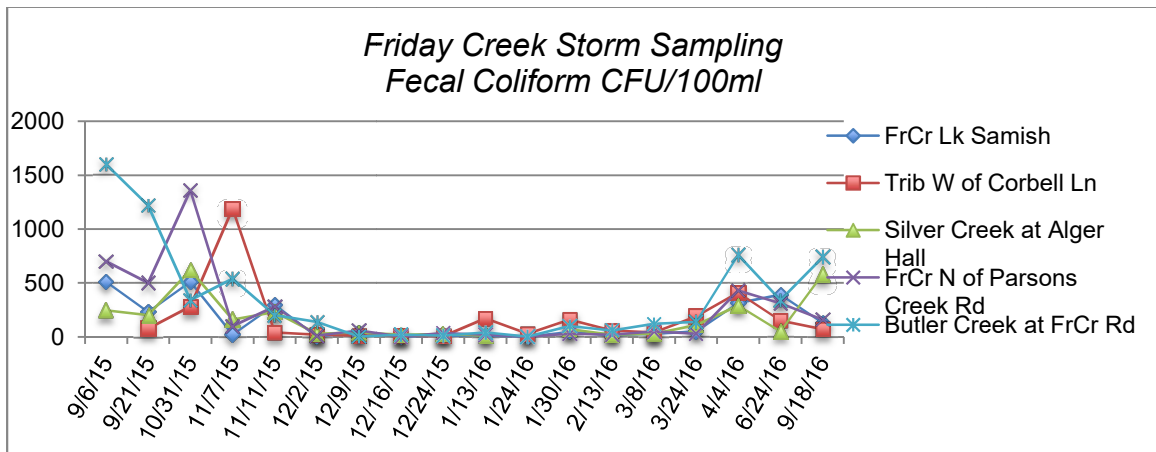 Friday Creek Storm Sampling
Fecal Coliform CFU/100ml
2000
1500
1000
500
0
9/6/15
9/21/15
10/31/15
11/7/15
11/11/15
12/2/15
12/9/15
12/16/15
12/24/15
1/13/16
1/24/16
1/30/16
2/13/16
3/8/16
3/24/16
4/4/16
6/24/16
9/18/16
FrCr Lk Samish
Trib W of Corbell Ln
Silver Creek at Alger
Hall
FrCr N of Parsons
Creek Rd
Butler Creek at FrCr Rd